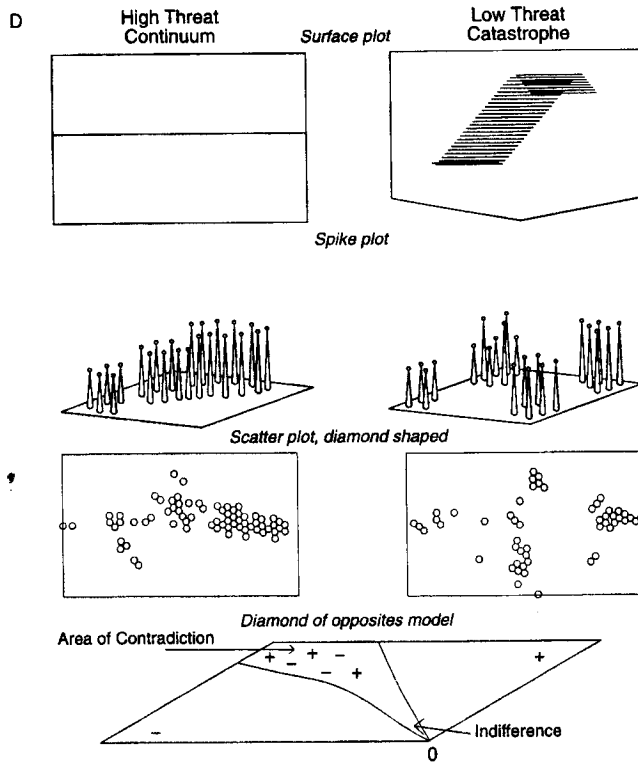 D
High Threat
Continuum
Surface plot
Low Threat
Catastrophe
Spike plot
Scatter plot, diamond shaped
Diamond of opposites model
Area of Contradiction
+ + - +
- - +
- Indifference
0